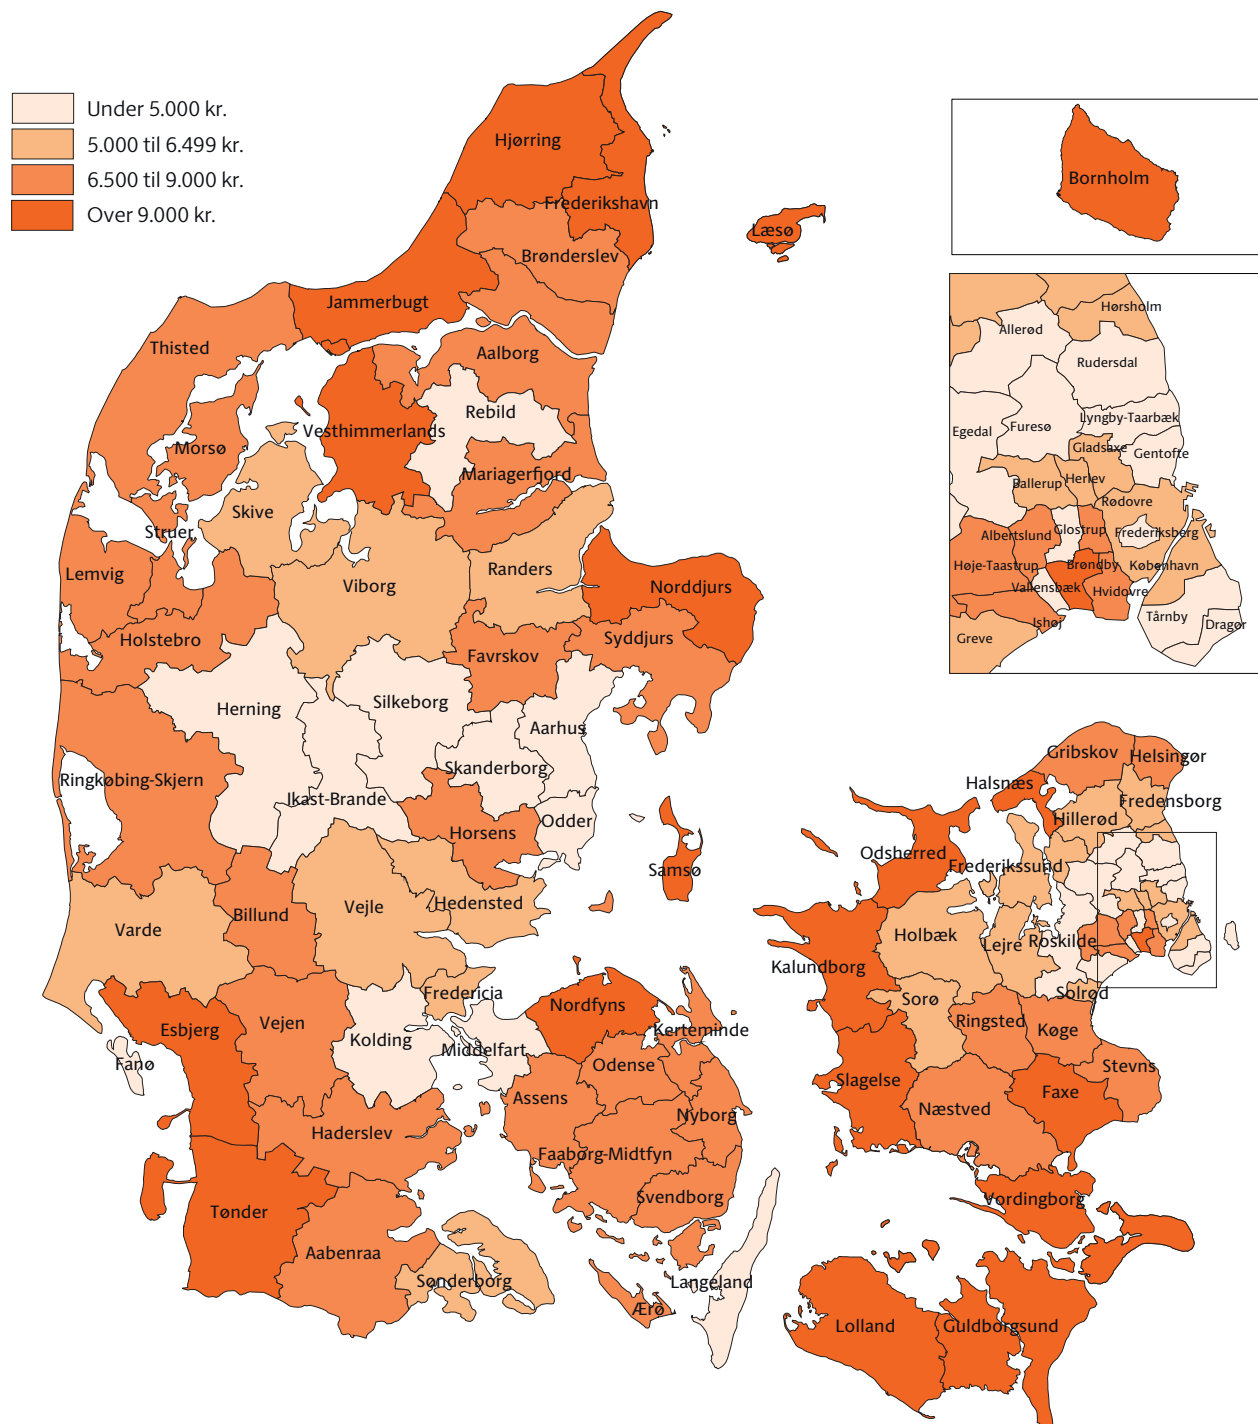 Under 5.000 kr.
5.000 til 6.499 kr.
6.500 til 9.000 kr.
Over 9.000 kr.
Hjørring
Frederikshavn
Læsø
Brønderslev
Jammerbugt
Thisted
Aalborg
Rebild
Vesthimmerlands
Morsø
Mariagerfjord
Skive
Struer
Lemvig
Viborg
Randers
Norddjurs
Holstebro
Favrskov
Syddjurs
Herning
Silkeborg
Aarhus
Skanderborg
Ringkøbing-Skjern
Ikast-Brande
Horsens
Odder
Samsø
Hedensted
Vejle
Billund
Varde
Fredericia
Esbjerg
Vejen
Kolding
Middelfart
Fanø
Nordfyns
Kerteminde
Odense
Assens
Nyborg
Haderslev
Faaborg-Midtfyn
Svendborg
Tønder
Aabenraa
Sønderborg
Langeland
Ærø
Bornholm
Hørsholm
Allerød
Rudersdal
Lyngby-Taarbæk
Egedal
Furesø
Gladsaxe
Gentofte
Ballerup
Herlev
Rødovre
Albertslund
Glostrup
Frederiksberg
Høje-Taastrup
Brøndby
København
Vallensbæk
Hvidovre
Ishøj
Tårnby
Dragør
Greve
Gribskov
Helsingør
Halsnæs
Fredensborg
Hillerød
Odsherred
Frederikssund
Holbæk
Lejre
Roskilde
Kalundborg
Solrød
Sorø
Ringsted
Køge
Stevns
Slagelse
Faxe
Næstved
Vordingborg
Lolland
Guldborgsund